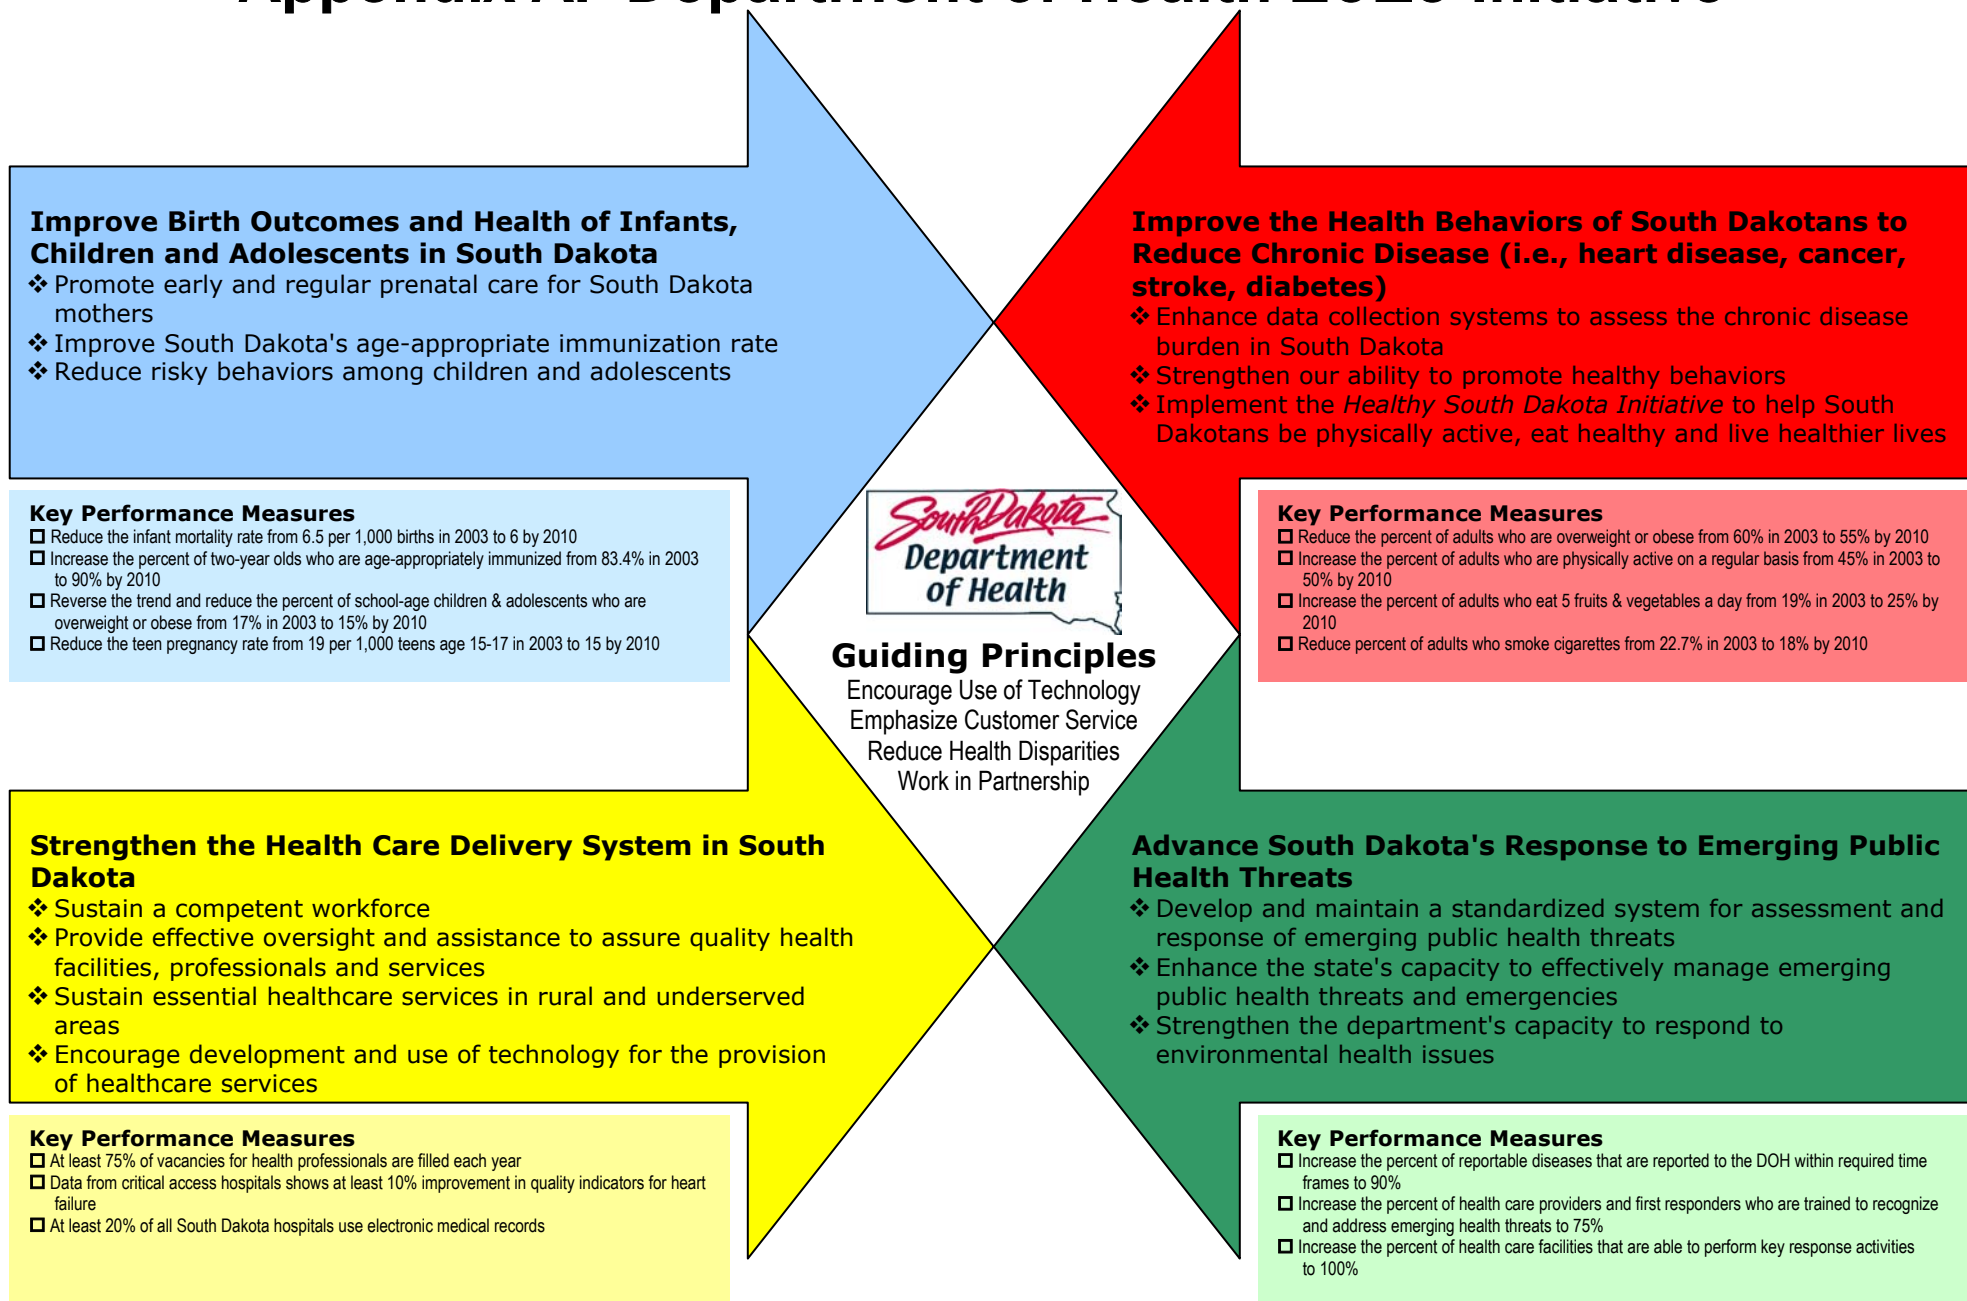 Appendix Department of Health Initiative
Improve Birth Outcomes and Health of Infants,
Children and Adolescents in South Dakota
❖ Promote early and regular prenatal care for South Dakota
mothers
❖ Improve South Dakota's age-appropriate immunization rate
❖ Reduce risky behaviors among children and adolescents
Key Performance Measures
☐ Reduce the infant mortality rate from 6.5 per 1,000 births in 2003 to 6 by 2010
☐ Increase the percent of two-year olds who are age-appropriately immunized from 83.4% in 2003
to 90% by 2010
☐ Reverse the trend and reduce the percent of school-age children & adolescents who are
overweight or obese from 17% in 2003 to 15% by 2010
☐ Reduce the teen pregnancy rate from 19 per 1,000 teens age 15-17 in 2003 to 15 by 2010
Improve the Health Behaviors of South Dakotans to
Reduce Chronic Disease (i.e., heart disease, cancer,
stroke, diabetes)
❖ Enhance data collection systems to assess the chronic disease
burden in South Dakota
❖ Strengthen our ability to promote healthy behaviors
❖ Implement the Healthy South Dakota Initiative to help South
Dakotans be physically active, eat healthy and live healthier lives
Key Performance Measures
☐ Reduce the percent of adults who are overweight or obese from 60% in 2003 to 55% by 2010
☐ Increase the percent of adults who are physically active on a regular basis from 45% in 2003 to
50% by 2010
☐ Increase the percent of adults who eat 5 fruits & vegetables a day from 19% in 2003 to 25% by
2010
☐ Reduce percent of adults who smoke cigarettes from 22.7% in 2003 to 18% by 2010
South Dakota
Department
of Health
Guiding Principles
Encourage Use of Technology
Emphasize Customer Service
Reduce Health Disparities
Work in Partnership
Strengthen the Health Care Delivery System in South
Dakota
❖ Sustain a competent workforce
❖ Provide effective oversight and assistance to assure quality health
facilities, professionals and services
❖ Sustain essential healthcare services in rural and underserved
areas
❖ Encourage development and use of technology for the provision
of healthcare services
Key Performance Measures
☐ At least 75% of vacancies for health professionals are filled each year
☐ Data from critical access hospitals shows at least 10% improvement in quality indicators for heart
failure
☐ At least 20% of all South Dakota hospitals use electronic medical records
Advance South Dakota's Response to Emerging Public
Health Threats
❖ Develop and maintain a standardized system for assessment and
response of emerging public health threats
❖ Enhance the state's capacity to effectively manage emerging
public health threats and emergencies
❖ Strengthen the department's capacity to respond to
environmental health issues
Key Performance Measures
☐ Increase the percent of reportable diseases that are reported to the DOH within required time
frames to 90%
☐ Increase the percent of health care providers and first responders who are trained to recognize
and address emerging health threats to 75%
☐ Increase the percent of health care facilities that are able to perform key response activities
to 100%